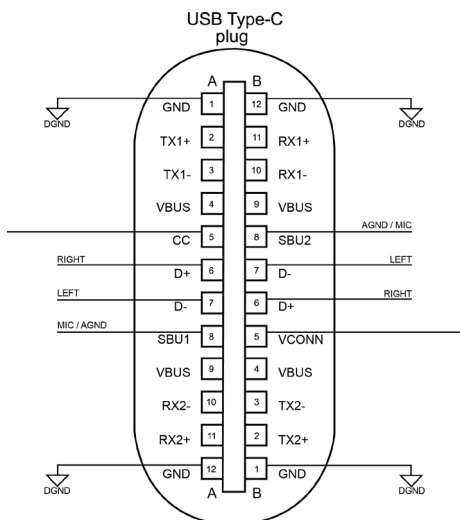 USB Type-C
plug
A B
GND 1 12 GND
DGND DGND
TX1+ 2 11 RX1+
TX1- 3 10 RX1-
VBUS 4 9 VBUS
CC 5 8 SBU2 AGND / MIC
RIGHT D+ 6 7 D- LEFT
LEFT D- 7 6 D+ RIGHT
MIC / AGND SBU1 8 5 VCONN
VBUS 9 4 VBUS
RX2- 10 3 TX2-
RX2+ 11 2 TX2+
GND 12 1 GND
DGND DGND
A B